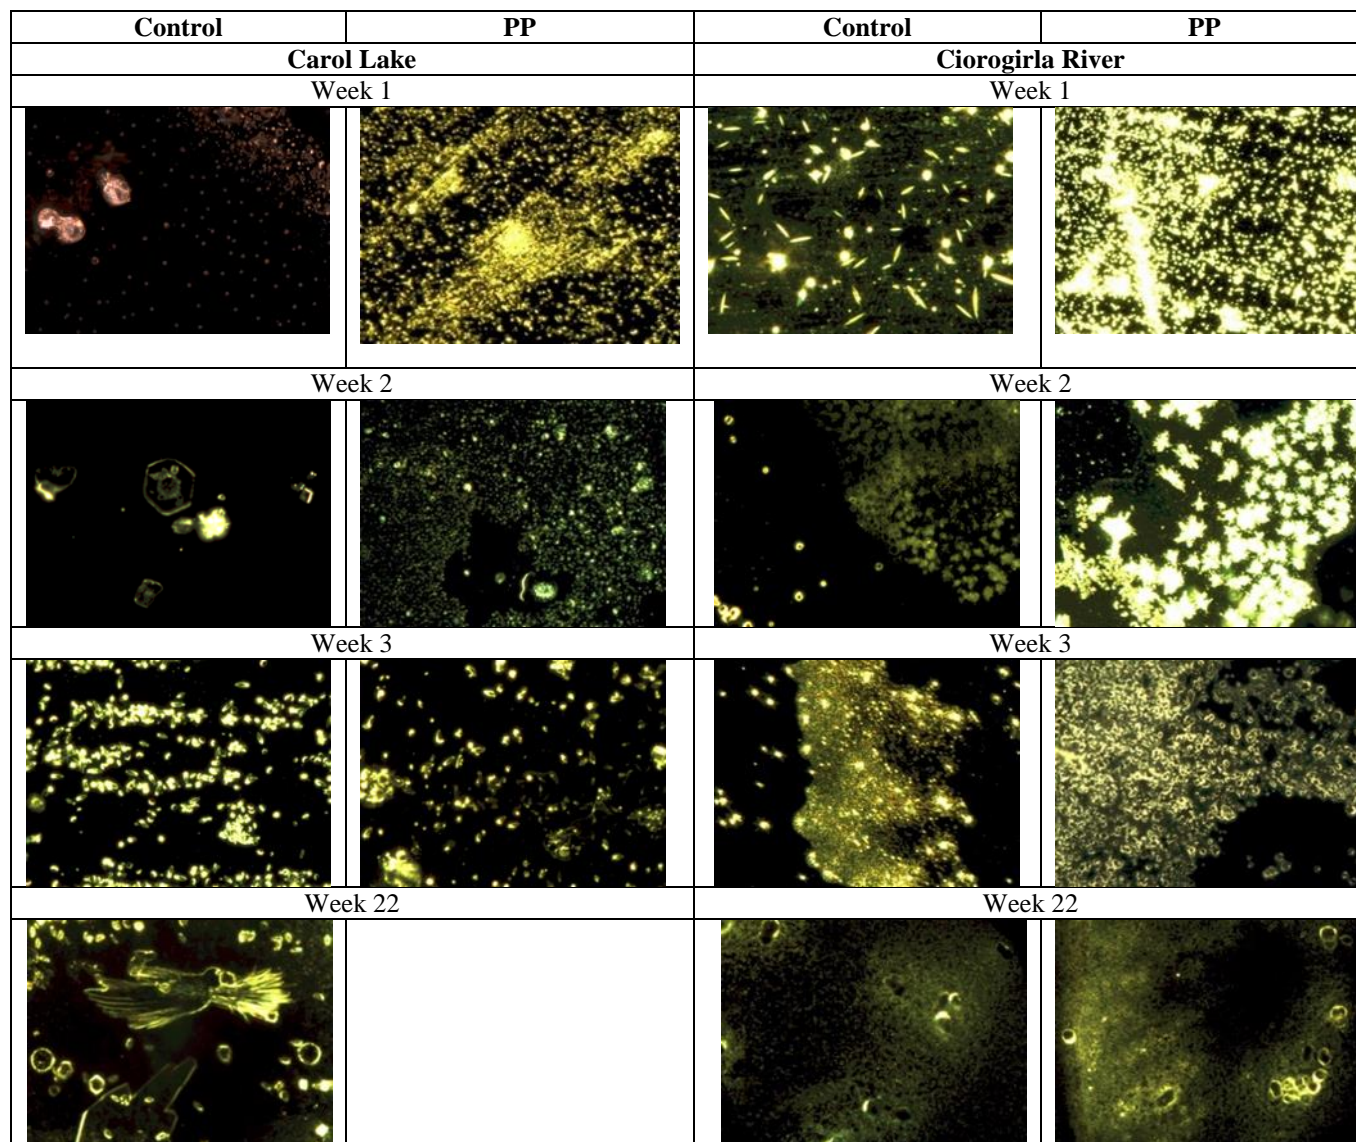 Control PP Control PP
Carol Lake Ciorogirla River
Week 1 Week 1
Week 2 Week 2
Week 3 Week 3
Week 22 Week 22